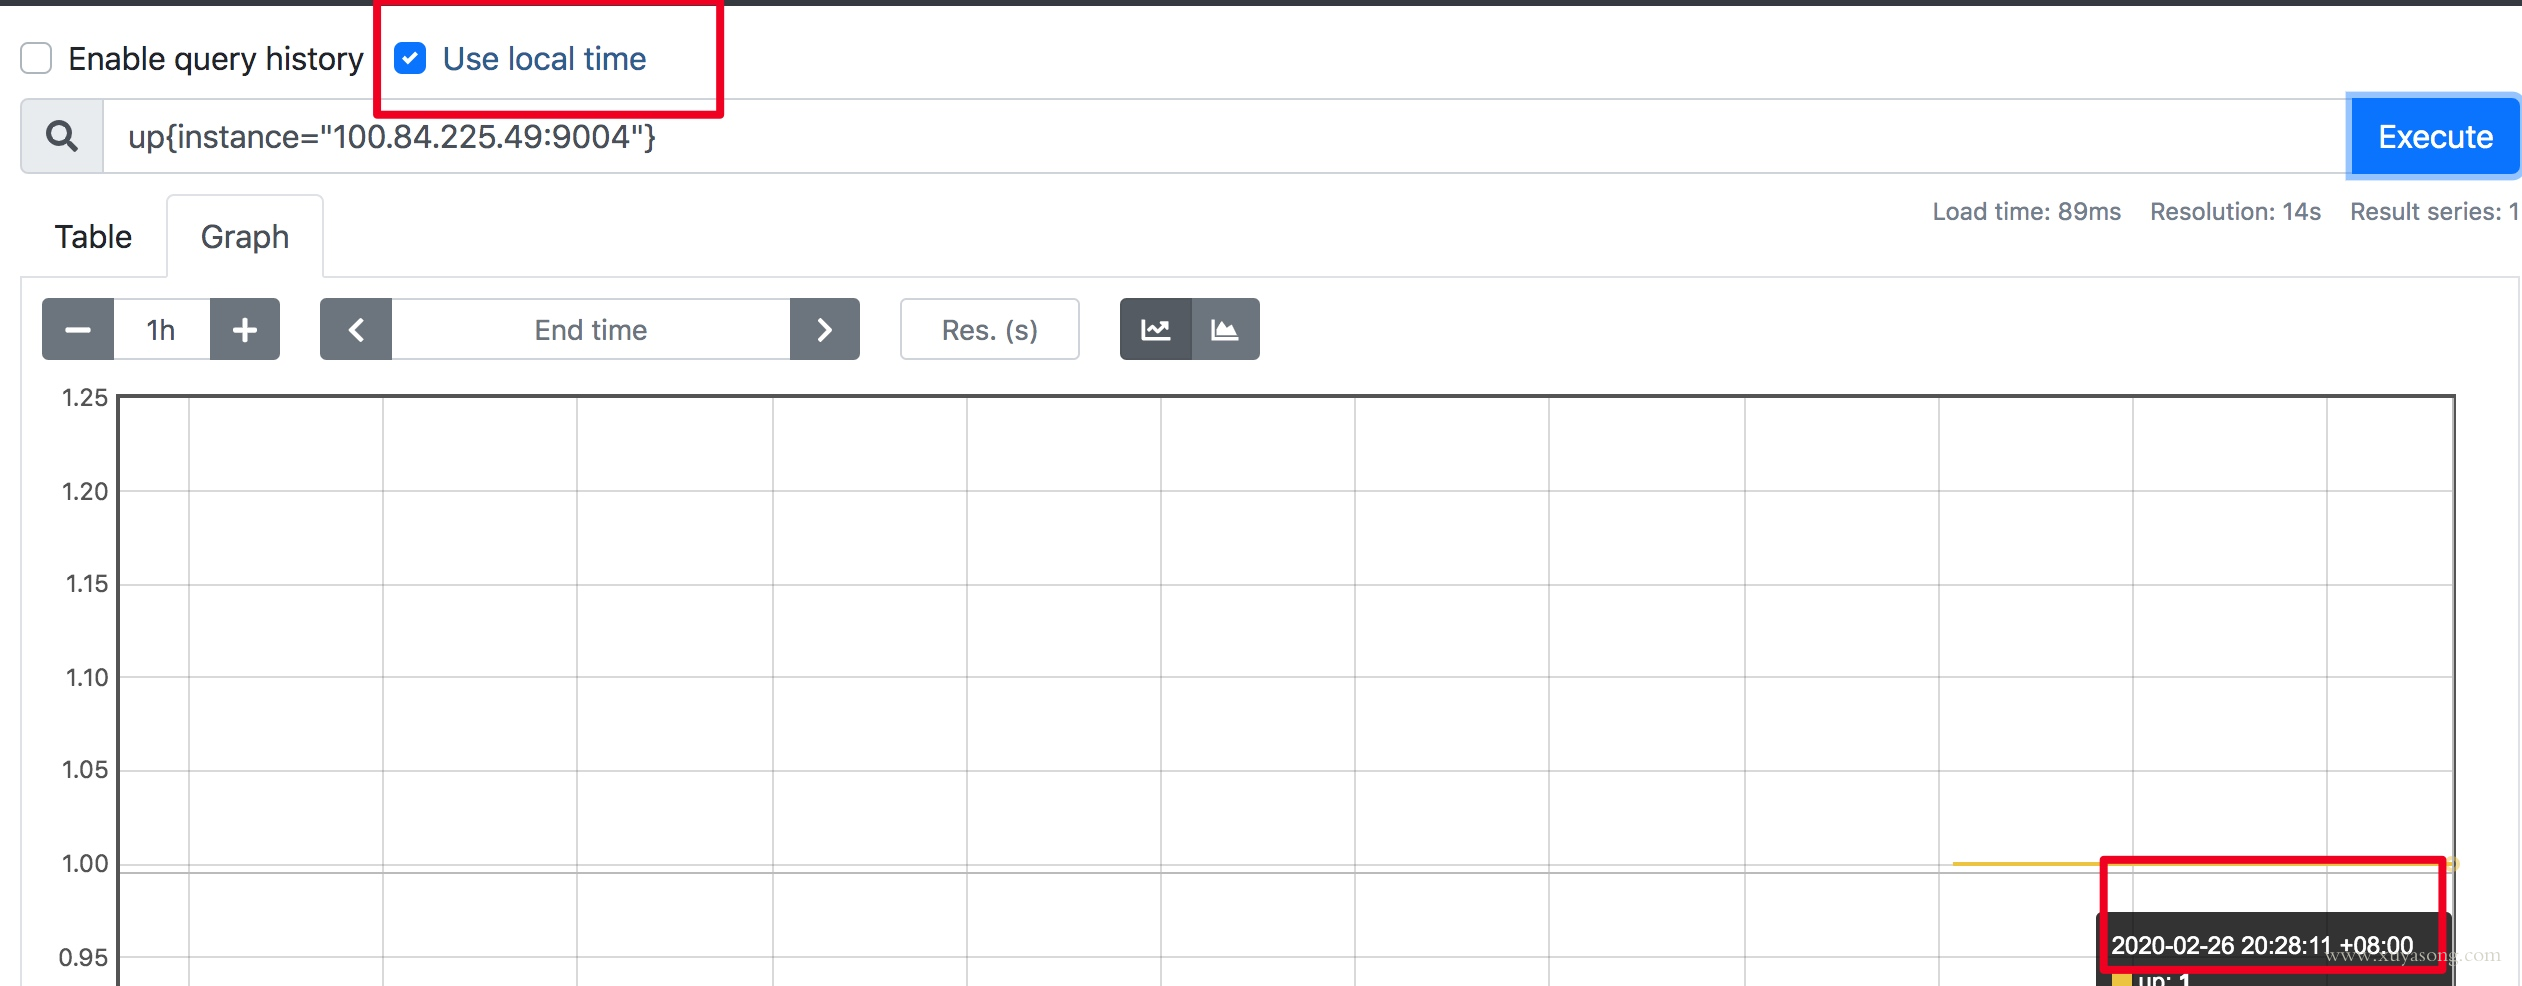 Enable query history Use local time
up{instance="100.84.225.49:9004"}
Execute
Load time: 89ms Resolution: 14s Result series: 1
Table Graph
1h End time Res. (s)
1.25
1.20
1.15
1.10
1.05
1.00
0.95
2020-02-26 20:28:11 +08:00
www.xuyasong.com
up: 1